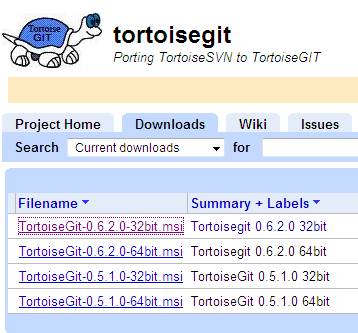 Tortoise
GIT
tortoisegit
Porting TortoiseSVN to TortoiseGIT
Project Home Downloads Wiki Issues
Search Current downloads for
Filename Summary + Labels
TortoiseGit-0.6.2.0-32bit.msi Tortoisegit 0.6.2.0 32bit
TortoiseGit-0.6.2.0-64bit.msi Tortoisegit 0.6.2.0 64bit
TortoiseGit-0.5.1.0-32bit.msi TortoiseGit 0.5.1.0 32bit
TortoiseGit-0.5.1.0-64bit.msi TortoiseGit 0.5.1.0 64bit